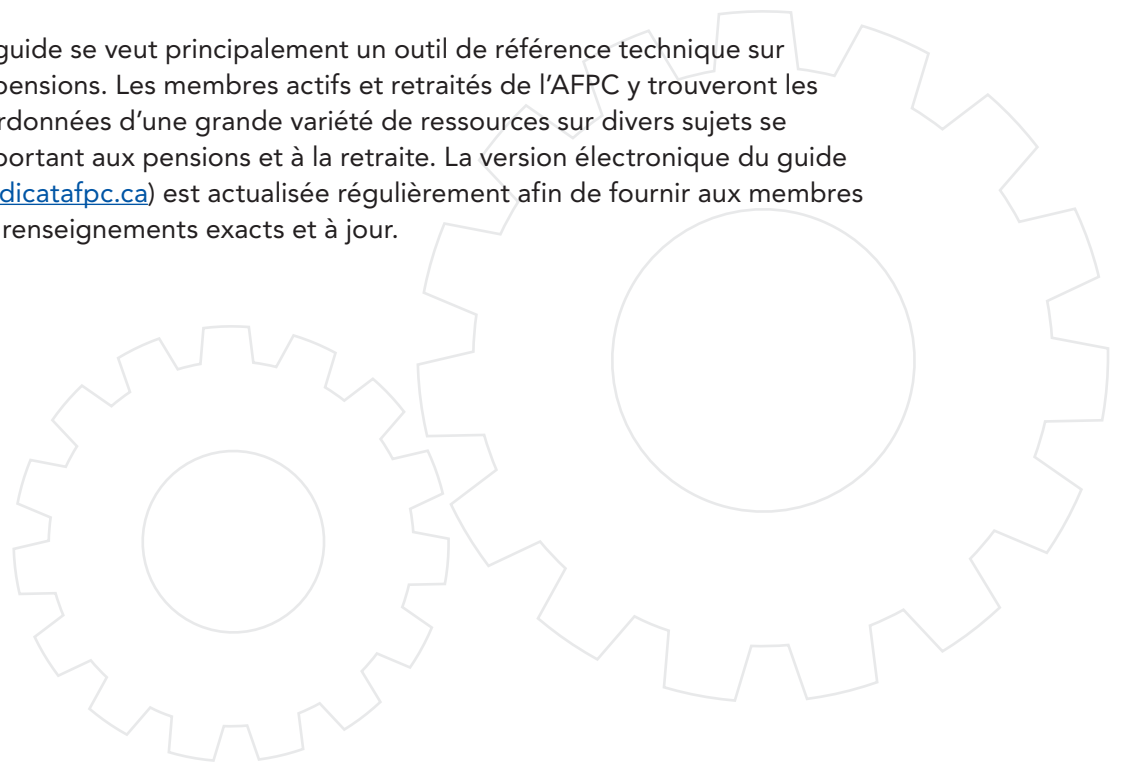 guide se veut principalement un outil de référence technique sur
pensions. Les membres actifs et retraités de l'AFPC y trouveront les
rdonnées d'une grande variété de ressources sur divers sujets se
portant aux pensions et à la retraite. La version électronique du guide
dicatafpc.ca) est actualisée régulièrement afin de fournir aux membres
renseignements exacts et à jour.